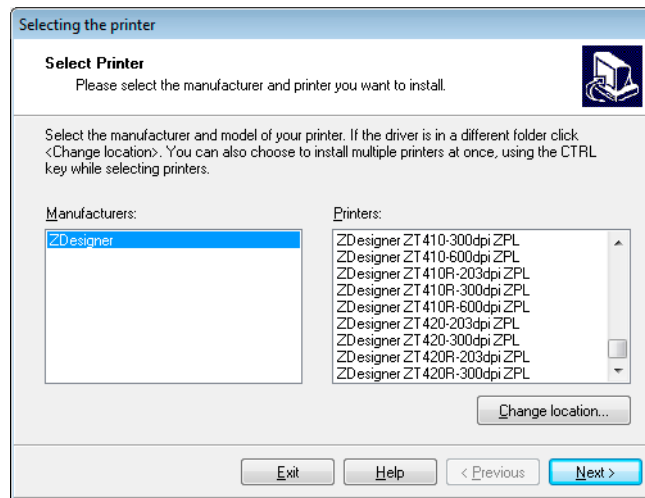 Selecting the printer
Select Printer
Please select the manufacturer and printer you want to install.
Select the manufacturer and model of your printer. If the driver is in a different folder click
<Change location>. You can also choose to install multiple printers at once, using the CTRL
key while selecting printers.
Manufacturers:
ZDesigner
Printers:
ZDesigner ZT410-300dpi ZPL
ZDesigner ZT410-600dpi ZPL
ZDesigner ZT410R-203dpi ZPL
ZDesigner ZT410R-300dpi ZPL
ZDesigner ZT410R-600dpi ZPL
ZDesigner ZT420-203dpi ZPL
ZDesigner ZT420-300dpi ZPL
ZDesigner ZT420R-203dpi ZPL
ZDesigner ZT420R-300dpi ZPL
Change location...
Exit
Help
< Previous
Next >